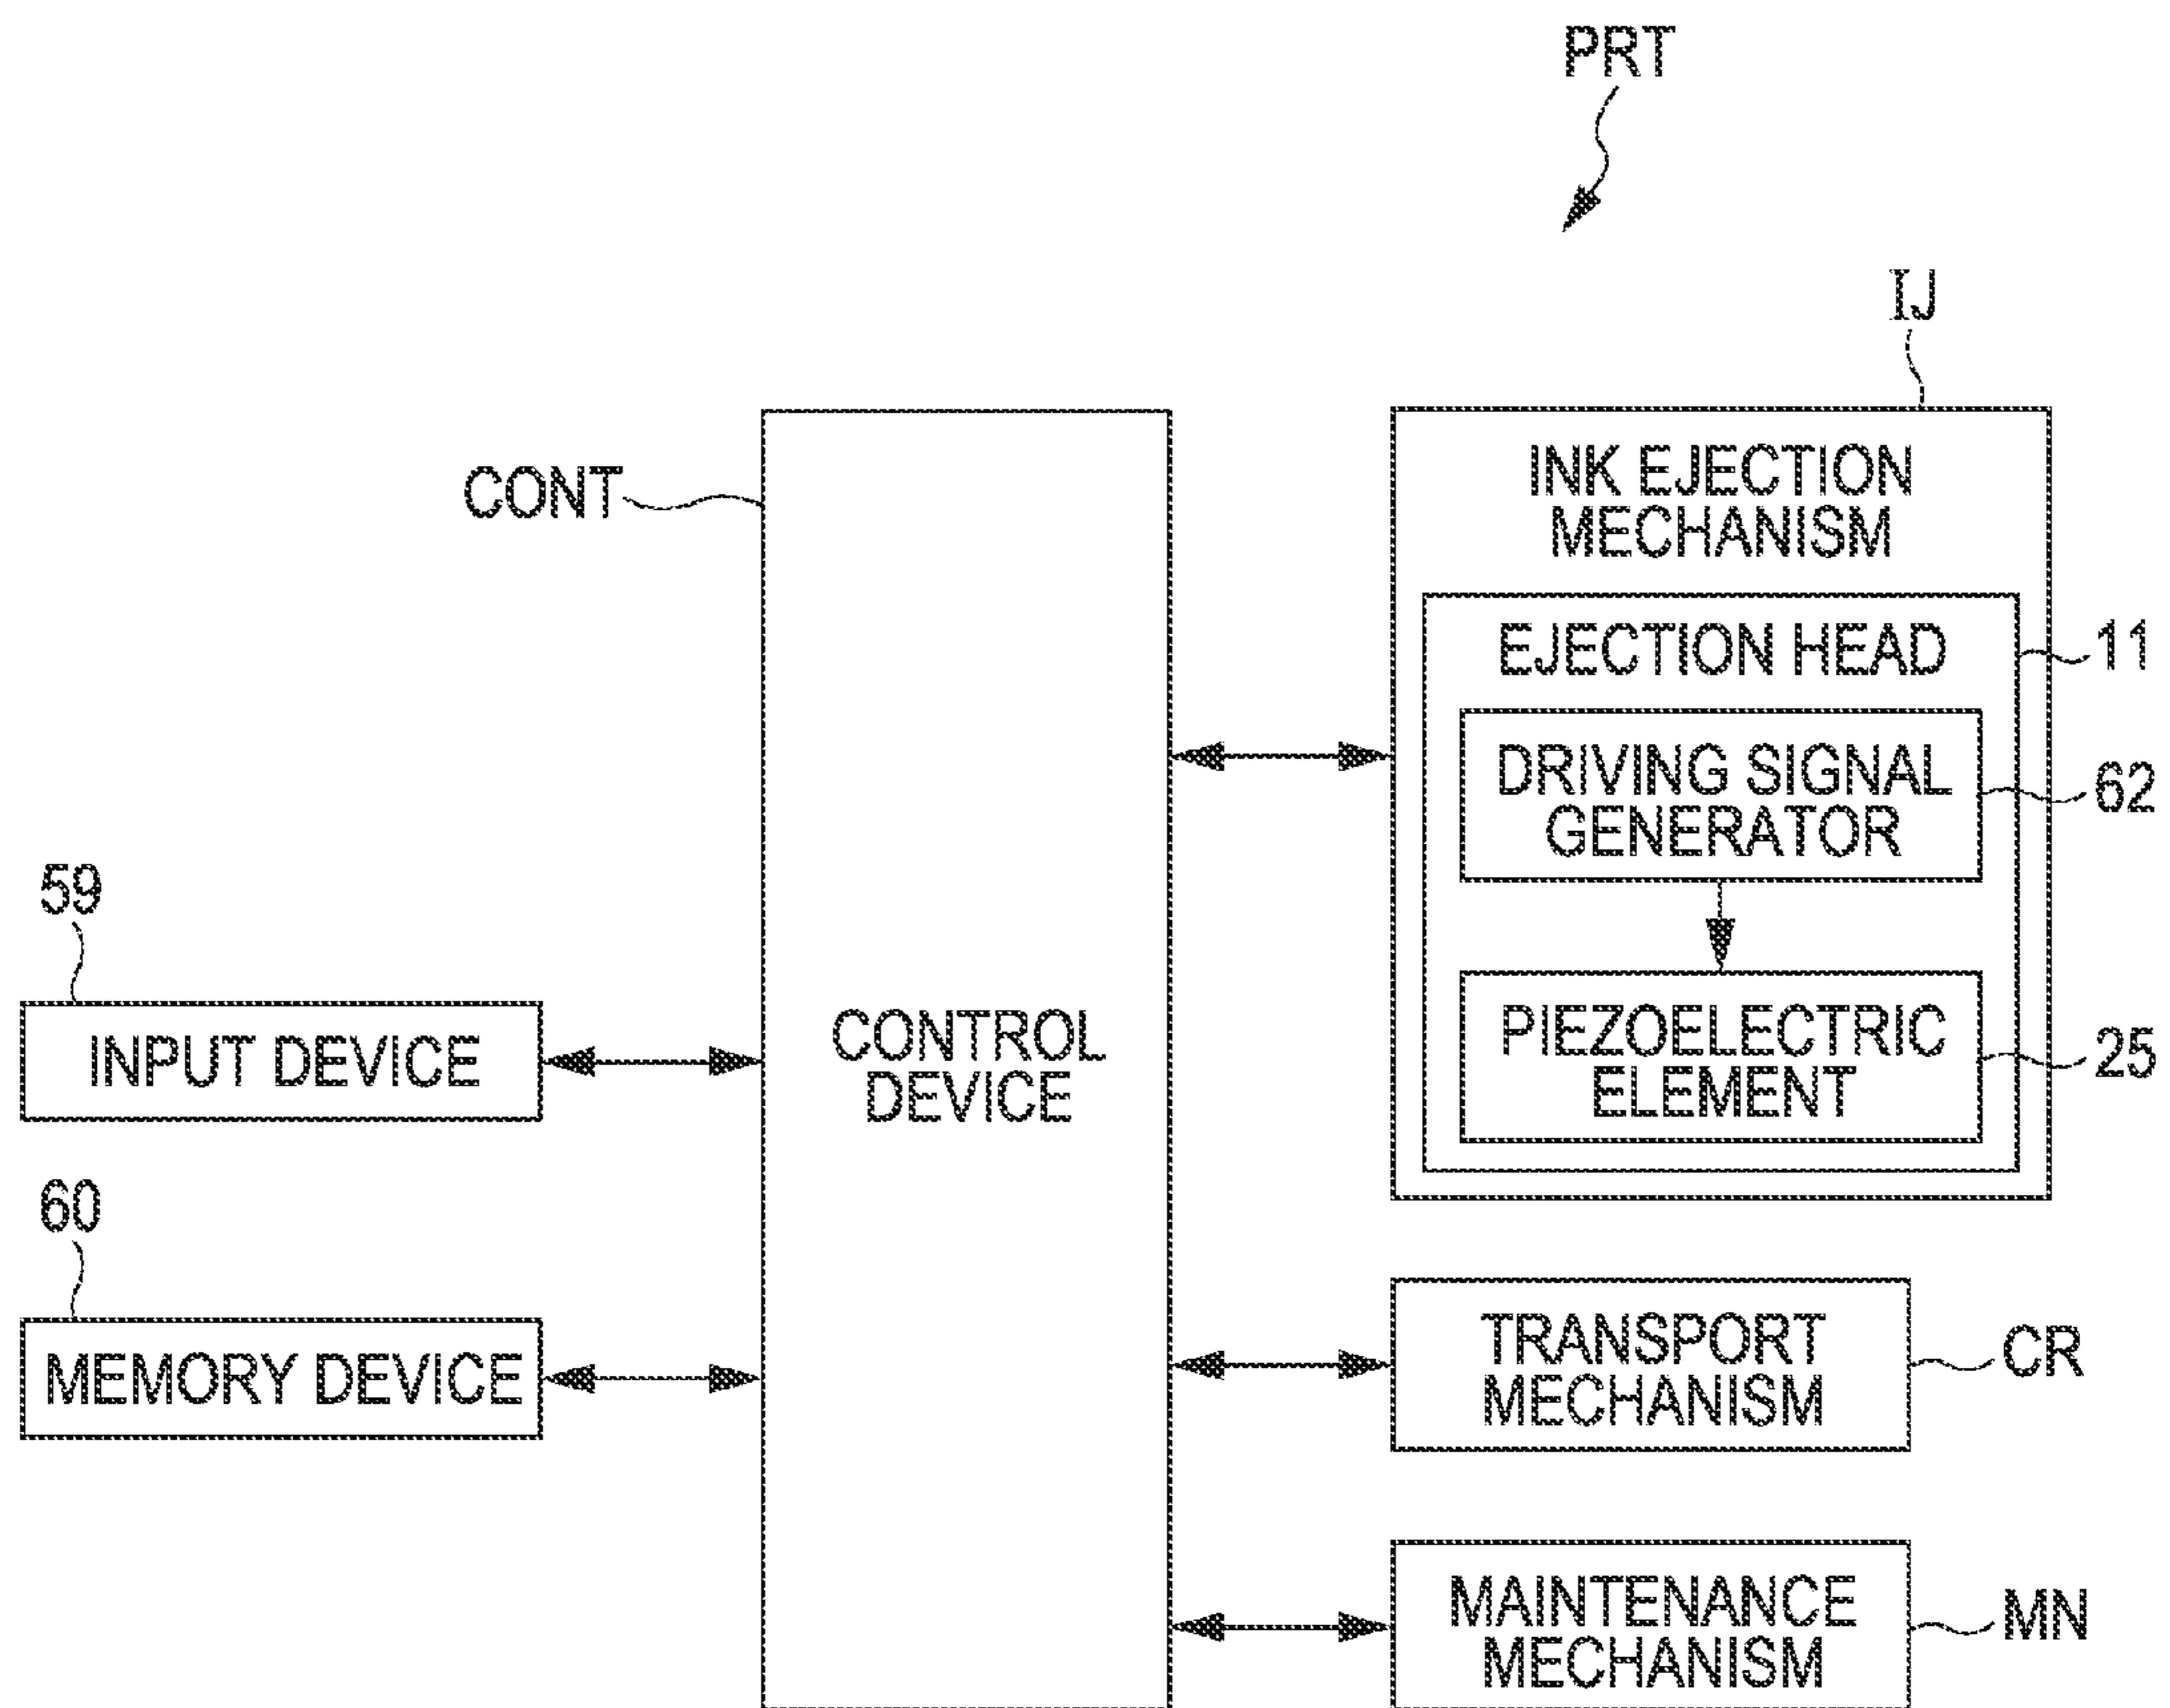 PRT
IJ
CONT
INK EJECTION
MECHANISM
EJECTION HEAD
11
DRIVING SIGNAL
GENERATOR
62
59
INPUT DEVICE
CONTROL
DEVICE
PIEZOELECTRIC
ELEMENT
25
60
MEMORY DEVICE
TRANSPORT
MECHANISM
CR
MAINTENANCE
MECHANISM
MN